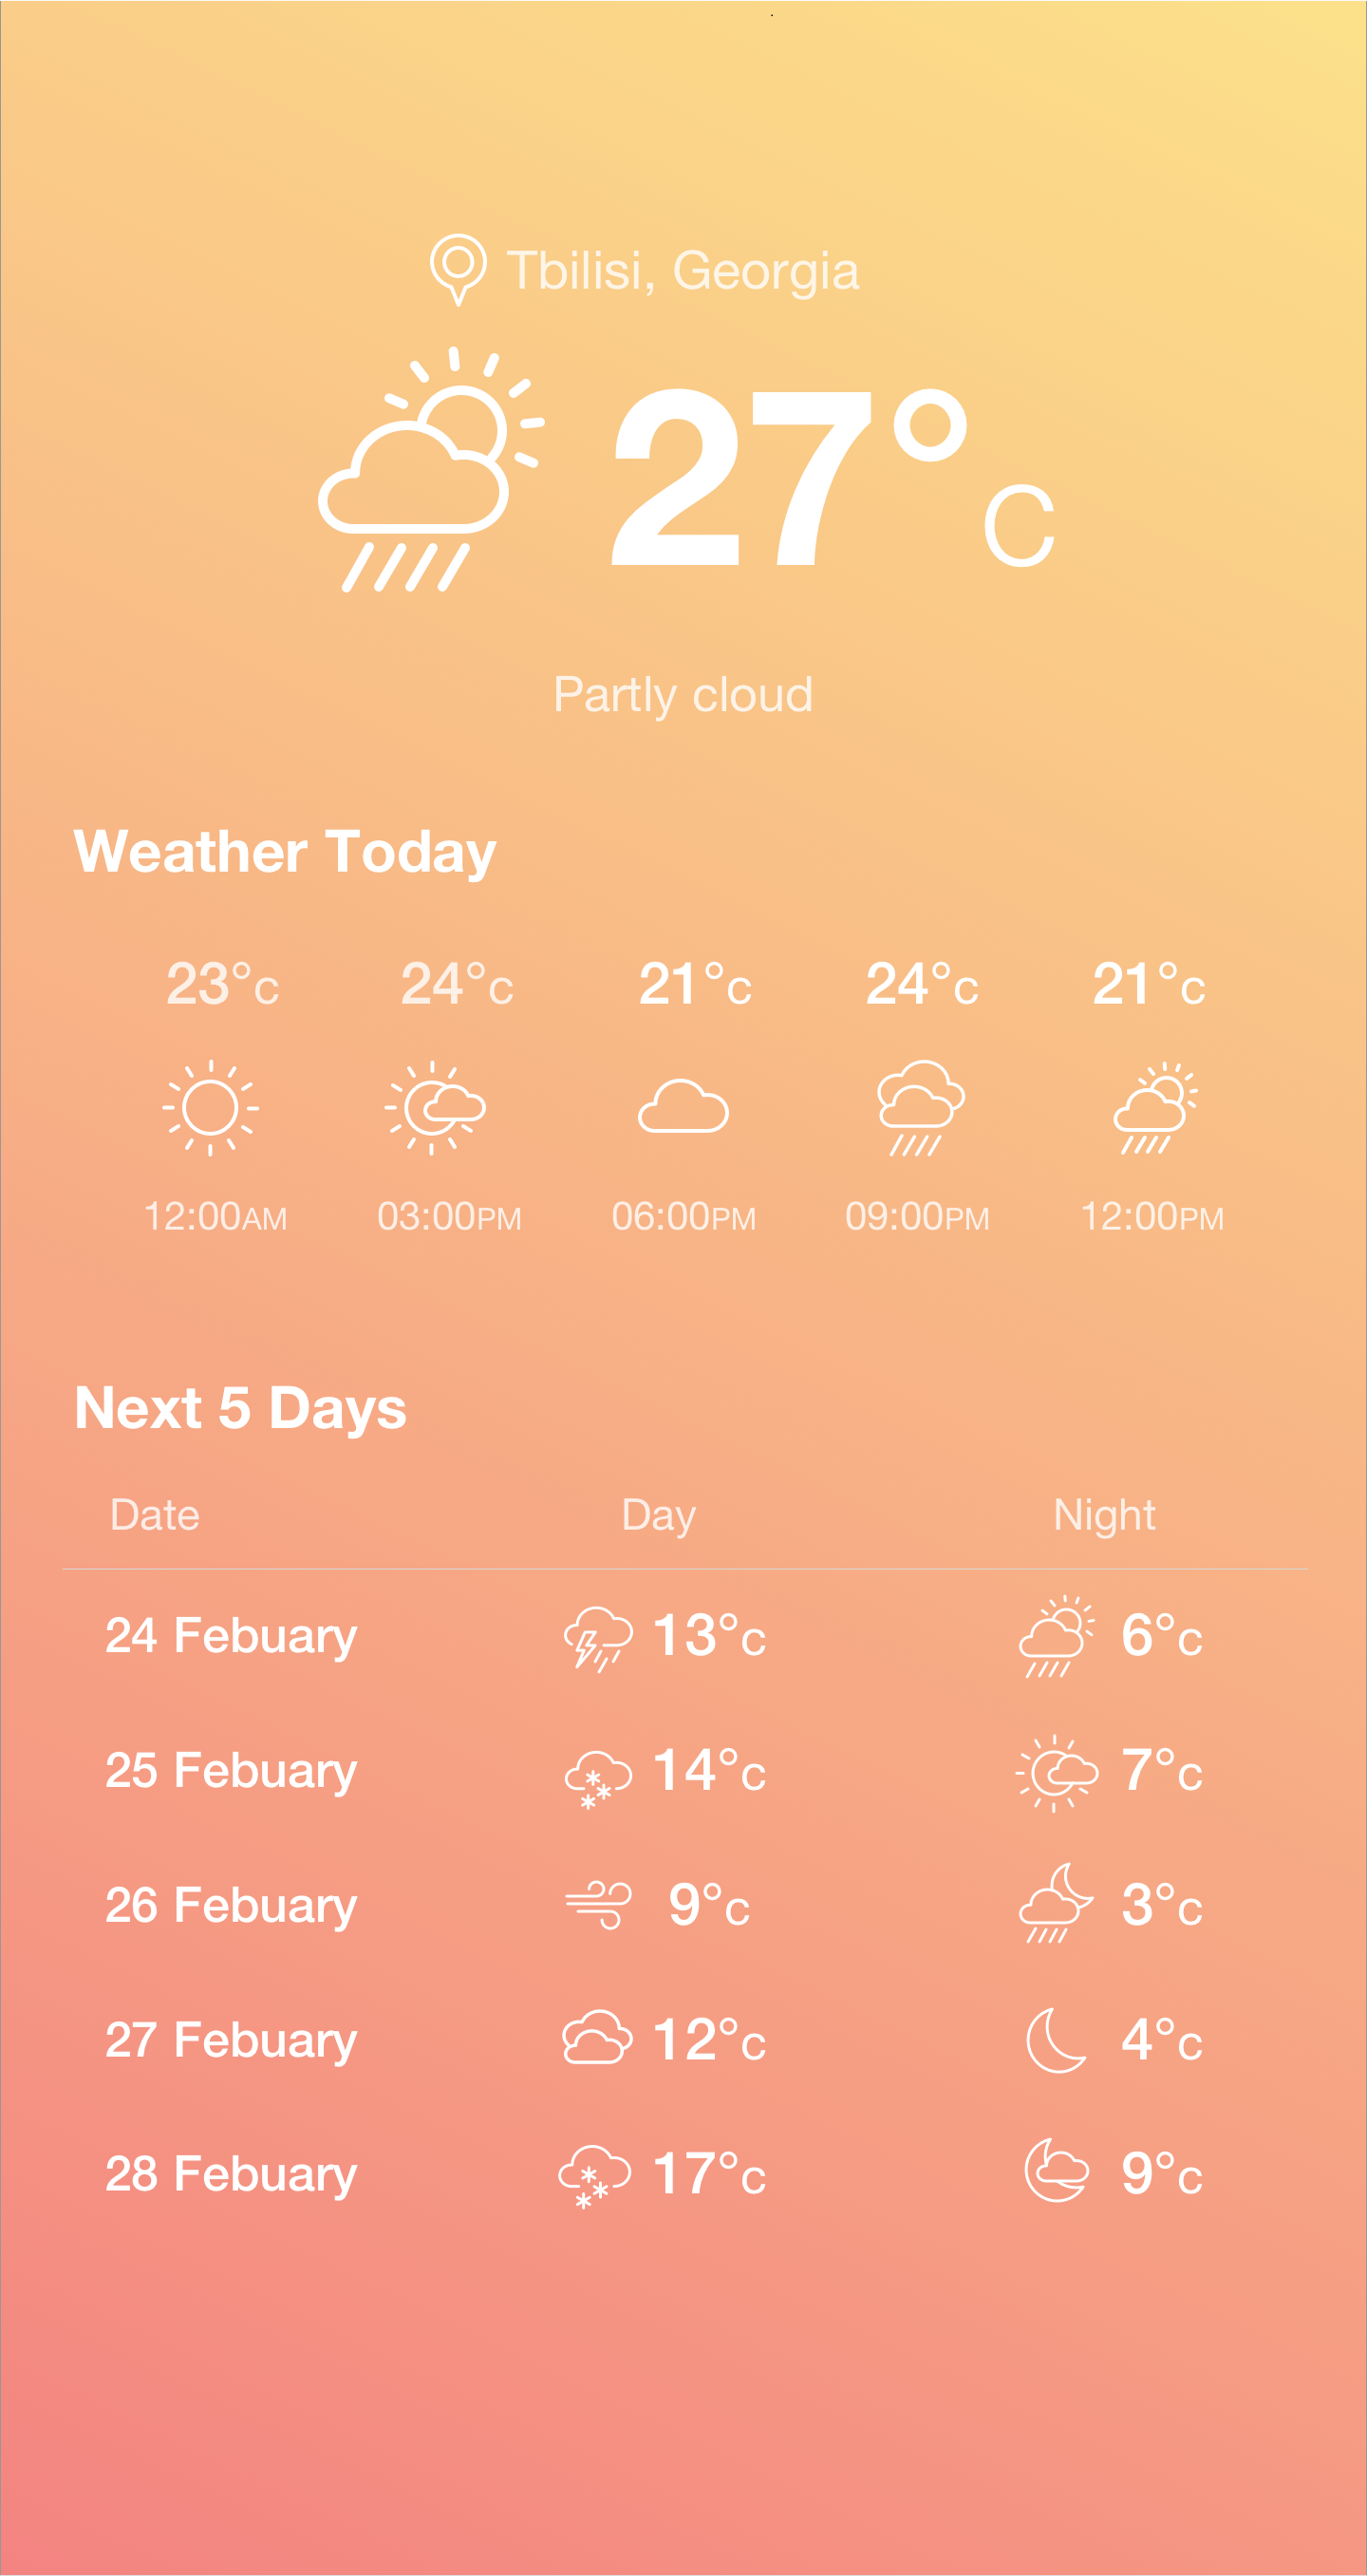 Tbilisi, Georgia
27°C
Partly cloud
Weather Today
23°c 24°c 21°c 24°c 21°c
12:00AM 03:00PM 06:00PM 09:00PM 12:00PM
Next 5 Days
Date Day Night
24 Febuary 13°c 6°c
25 Febuary 14°c 7°c
26 Febuary 9°c 3°c
27 Febuary 12°c 4°c
28 Febuary 17°c 9°c